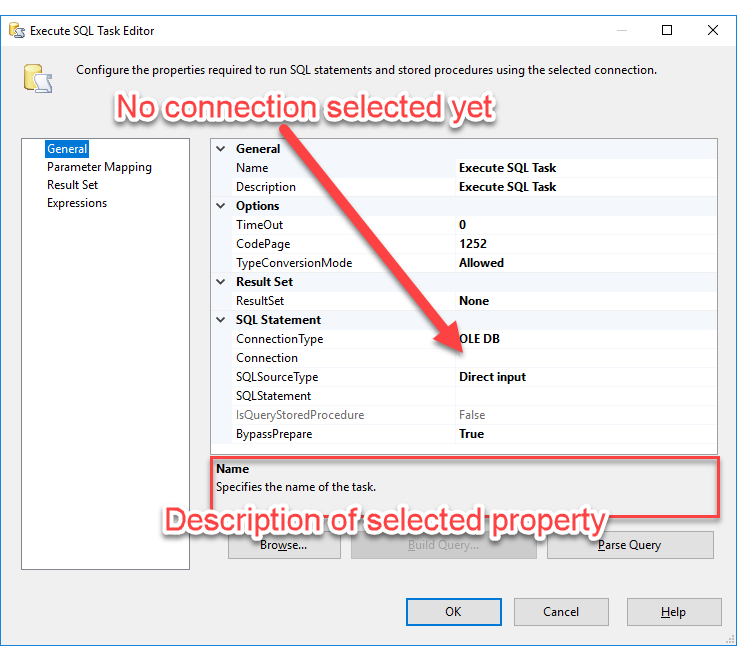 Execute SQL Task Editor
Configure the properties required to run SQL statements and stored procedures using the selected connection.
No connection selected yet
General
Parameter Mapping
Result Set
Expressions
General
Name Execute SQL Task
Description Execute SQL Task
Options
TimeOut 0
CodePage 1252
TypeConversionMode Allowed
Result Set
ResultSet None
SQL Statement
ConnectionType OLE DB
Connection
SQLSourceType Direct input
SQLStatement
IsQueryStoredProcedure False
BypassPrepare True
Name
Specifies the name of the task.
Description of selected property
Browse... Build Query... Parse Query
OK Cancel Help